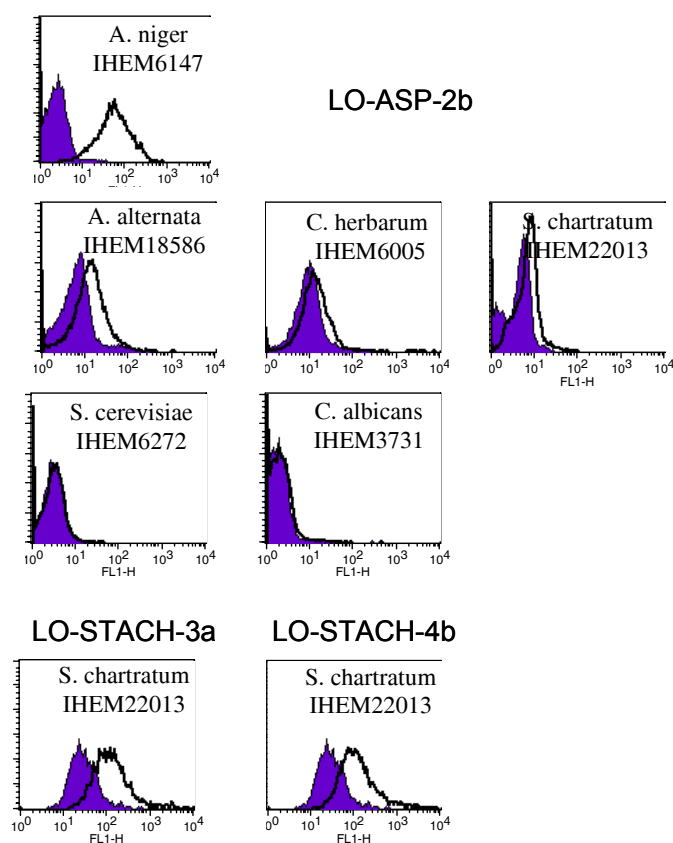 A. niger
IHEM6147
LO-ASP-2b
10⁰ 10¹ 10² 10³ 10⁴
A. alternata
IHEM18586
C. herbarum
IHEM6005
S. chartratum
IHEM22013
10⁰ 10¹ 10² 10³ 10⁴
FL1-H
10⁰ 10¹ 10² 10³ 10⁴
FL1-H
10⁰ 10¹ 10² 10³ 10⁴
FL1-H
S. cerevisiae
IHEM6272
C. albicans
IHEM3731
10⁰ 10¹ 10² 10³ 10⁴
FL1-H
10⁰ 10¹ 10² 10³ 10⁴
FL1-H
LO-STACH-3a
LO-STACH-4b
S. chartratum
IHEM22013
S. chartratum
IHEM22013
10⁰ 10¹ 10² 10³ 10⁴
FL1-H
10⁰ 10¹ 10² 10³ 10⁴
FL1-H